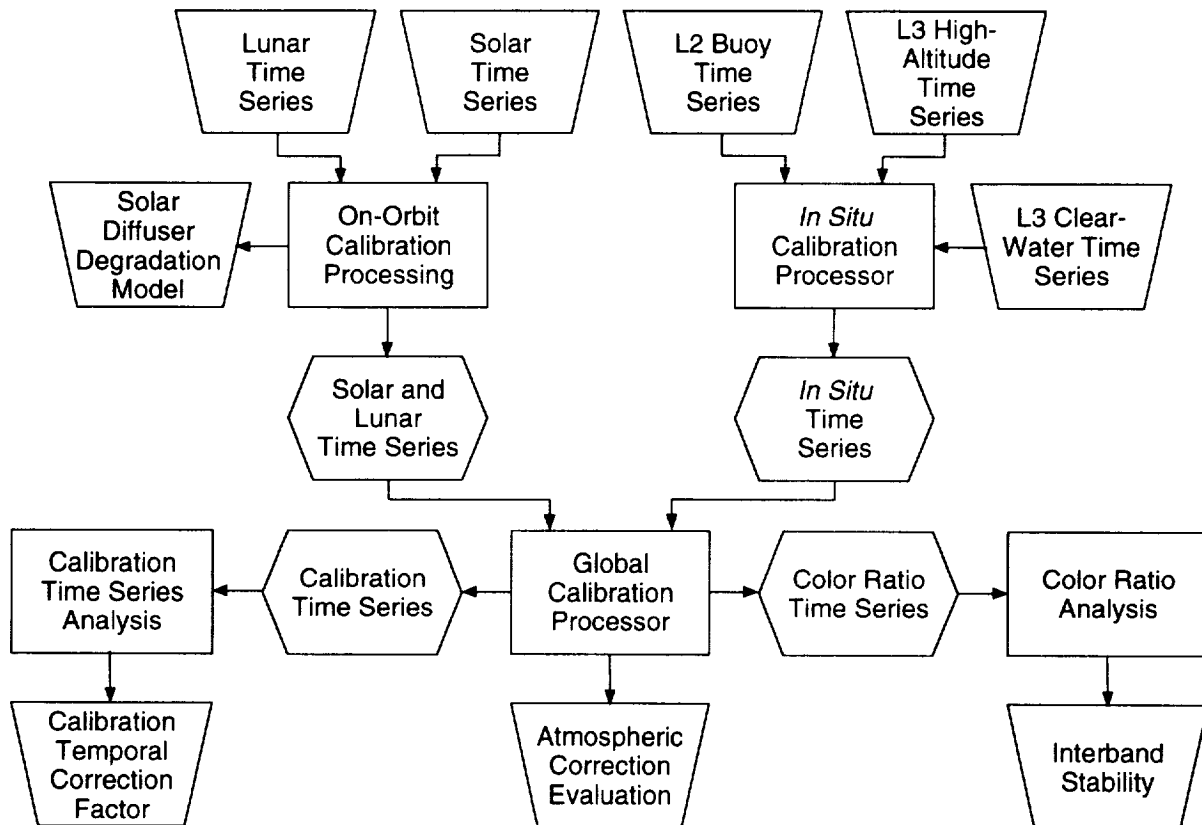 Lunar
Time
Series
Solar
Time
Series
L2 Buoy
Time
Series
L3 High-
Altitude
Time
Series
Solar
Diffuser
Degradation
Model
On-Orbit
Calibration
Processing
In Situ
Calibration
Processor
L3 Clear-
Water Time
Series
Solar and
Lunar
Time Series
In Situ
Time
Series
Calibration
Time Series
Analysis
Calibration
Time Series
Global
Calibration
Processor
Color Ratio
Time Series
Color Ratio
Analysis
Calibration
Temporal
Correction
Factor
Atmospheric
Correction
Evaluation
Interband
Stability